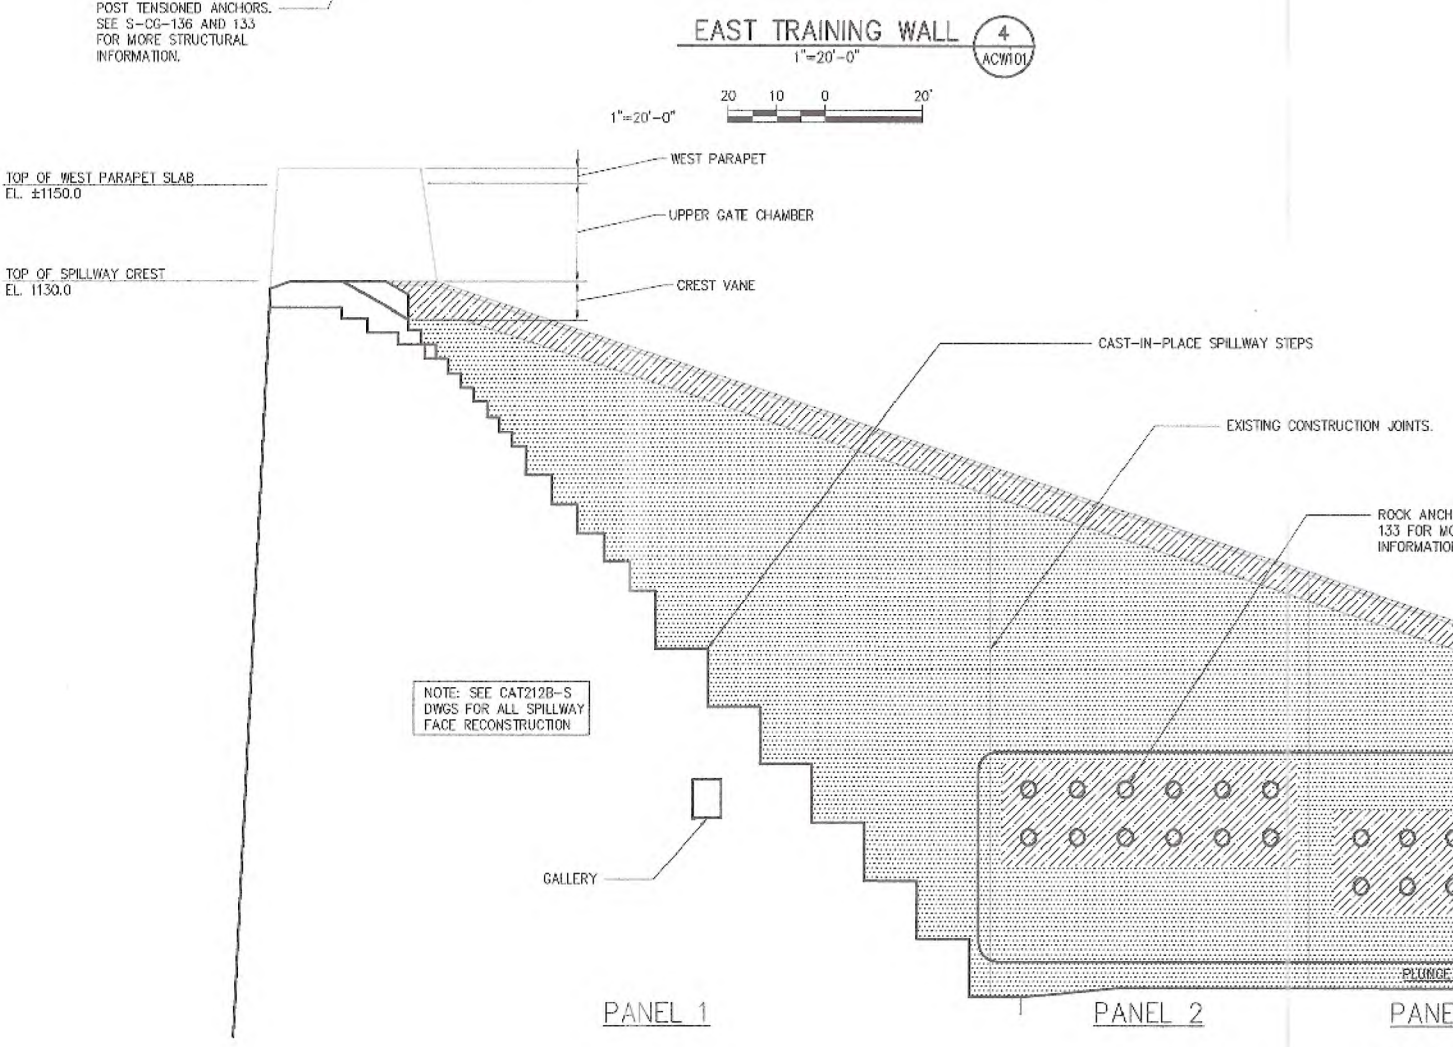 POST TENSIONED ANCHORS.
SEE S-CG-136 AND 133
FOR MORE STRUCTURAL
INFORMATION.
EAST TRAINING WALL
4
ACW101
1"=20'-0"
20 10 0 20'
1"=20'-0"
WEST PARAPET
TOP OF WEST PARAPET SLAB
EL. ±1150.0
UPPER GATE CHAMBER
TOP OF SPILLWAY CREST
EL. 1130.0
CREST VANE
CAST-IN-PLACE SPILLWAY STEPS
EXISTING CONSTRUCTION JOINTS.
ROCK ANCH
133 FOR MO
INFORMATION
NOTE: SEE CAT212B-S
DWGS FOR ALL SPILLWAY
FACE RECONSTRUCTION
GALLERY
PLUNGE
PANEL 1
PANEL 2
PANE